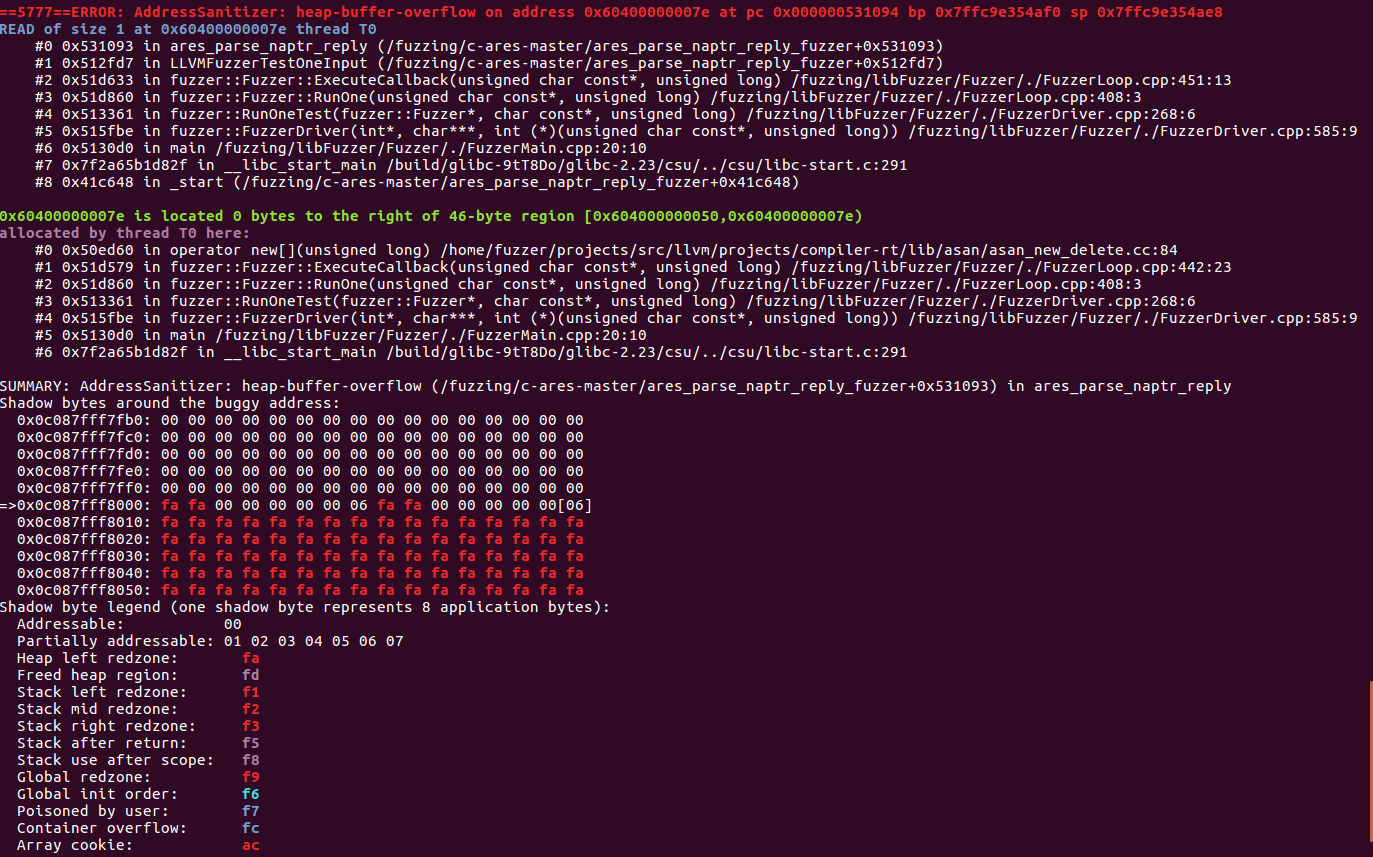 ==5777==ERROR: AddressSanitizer: heap-buffer-overflow on address 0x60400000007e at pc 0x000000531094 bp 0x7ffc9e354af0 sp 0x7ffc9e354ae8
READ of size 1 at 0x60400000007e thread T0
    #0 0x531093 in ares_parse_naptr_reply (/fuzzing/c-ares-master/ares_parse_naptr_reply_fuzzer+0x531093)
    #1 0x512fd7 in LLVMFuzzerTestOneInput (/fuzzing/c-ares-master/ares_parse_naptr_reply_fuzzer+0x512fd7)
    #2 0x51d633 in fuzzer::Fuzzer::ExecuteCallback(unsigned char const*, unsigned long) /fuzzing/libFuzzer/Fuzzer/./FuzzerLoop.cpp:451:13
    #3 0x51d860 in fuzzer::Fuzzer::RunOne(unsigned char const*, unsigned long) /fuzzing/libFuzzer/Fuzzer/./FuzzerLoop.cpp:408:3
    #4 0x513361 in fuzzer::RunOneTest(fuzzer::Fuzzer*, char const*, unsigned long) /fuzzing/libFuzzer/Fuzzer/./FuzzerDriver.cpp:268:6
    #5 0x515fbe in fuzzer::FuzzerDriver(int*, char***, int (*)(unsigned char const*, unsigned long)) /fuzzing/libFuzzer/Fuzzer/./FuzzerDriver.cpp:585:9
    #6 0x5130d0 in main /fuzzing/libFuzzer/Fuzzer/./FuzzerMain.cpp:20:10
    #7 0x7f2a65b1d82f in __libc_start_main /build/glibc-9tT8Do/glibc-2.23/csu/../csu/libc-start.c:291
    #8 0x41c648 in _start (/fuzzing/c-ares-master/ares_parse_naptr_reply_fuzzer+0x41c648)

0x60400000007e is located 0 bytes to the right of 46-byte region [0x604000000050,0x60400000007e)
allocated by thread T0 here:
    #0 0x50ed60 in operator new[](unsigned long) /home/fuzzer/projects/src/llvm/projects/compiler-rt/lib/asan/asan_new_delete.cc:84
    #1 0x51d579 in fuzzer::Fuzzer::ExecuteCallback(unsigned char const*, unsigned long) /fuzzing/libFuzzer/Fuzzer/./FuzzerLoop.cpp:442:23
    #2 0x51d860 in fuzzer::Fuzzer::RunOne(unsigned char const*, unsigned long) /fuzzing/libFuzzer/Fuzzer/./FuzzerLoop.cpp:408:3
    #3 0x513361 in fuzzer::RunOneTest(fuzzer::Fuzzer*, char const*, unsigned long) /fuzzing/libFuzzer/Fuzzer/./FuzzerDriver.cpp:268:6
    #4 0x515fbe in fuzzer::FuzzerDriver(int*, char***, int (*)(unsigned char const*, unsigned long)) /fuzzing/libFuzzer/Fuzzer/./FuzzerDriver.cpp:585:9
    #5 0x5130d0 in main /fuzzing/libFuzzer/Fuzzer/./FuzzerMain.cpp:20:10
    #6 0x7f2a65b1d82f in __libc_start_main /build/glibc-9tT8Do/glibc-2.23/csu/../csu/libc-start.c:291

SUMMARY: AddressSanitizer: heap-buffer-overflow (/fuzzing/c-ares-master/ares_parse_naptr_reply_fuzzer+0x531093) in ares_parse_naptr_reply
Shadow bytes around the buggy address:
  0x0c087fff7fb0: 00 00 00 00 00 00 00 00 00 00 00 00 00 00 00 00
  0x0c087fff7fc0: 00 00 00 00 00 00 00 00 00 00 00 00 00 00 00 00
  0x0c087fff7fd0: 00 00 00 00 00 00 00 00 00 00 00 00 00 00 00 00
  0x0c087fff7fe0: 00 00 00 00 00 00 00 00 00 00 00 00 00 00 00 00
  0x0c087fff7ff0: 00 00 00 00 00 00 00 00 00 00 00 00 00 00 00 00
=>0x0c087fff8000: fa fa 00 00 00 00 00 06 fa fa 00 00 00 00 00[06]
  0x0c087fff8010: fa fa fa fa fa fa fa fa fa fa fa fa fa fa fa fa
  0x0c087fff8020: fa fa fa fa fa fa fa fa fa fa fa fa fa fa fa fa
  0x0c087fff8030: fa fa fa fa fa fa fa fa fa fa fa fa fa fa fa fa
  0x0c087fff8040: fa fa fa fa fa fa fa fa fa fa fa fa fa fa fa fa
  0x0c087fff8050: fa fa fa fa fa fa fa fa fa fa fa fa fa fa fa fa
Shadow byte legend (one shadow byte represents 8 application bytes):
  Addressable:           00
  Partially addressable: 01 02 03 04 05 06 07
  Heap left redzone:       fa
  Freed heap region:       fd
  Stack left redzone:      f1
  Stack mid redzone:       f2
  Stack right redzone:     f3
  Stack after return:      f5
  Stack use after scope:   f8
  Global redzone:          f9
  Global init order:       f6
  Poisoned by user:        f7
  Container overflow:      fc
  Array cookie:            ac